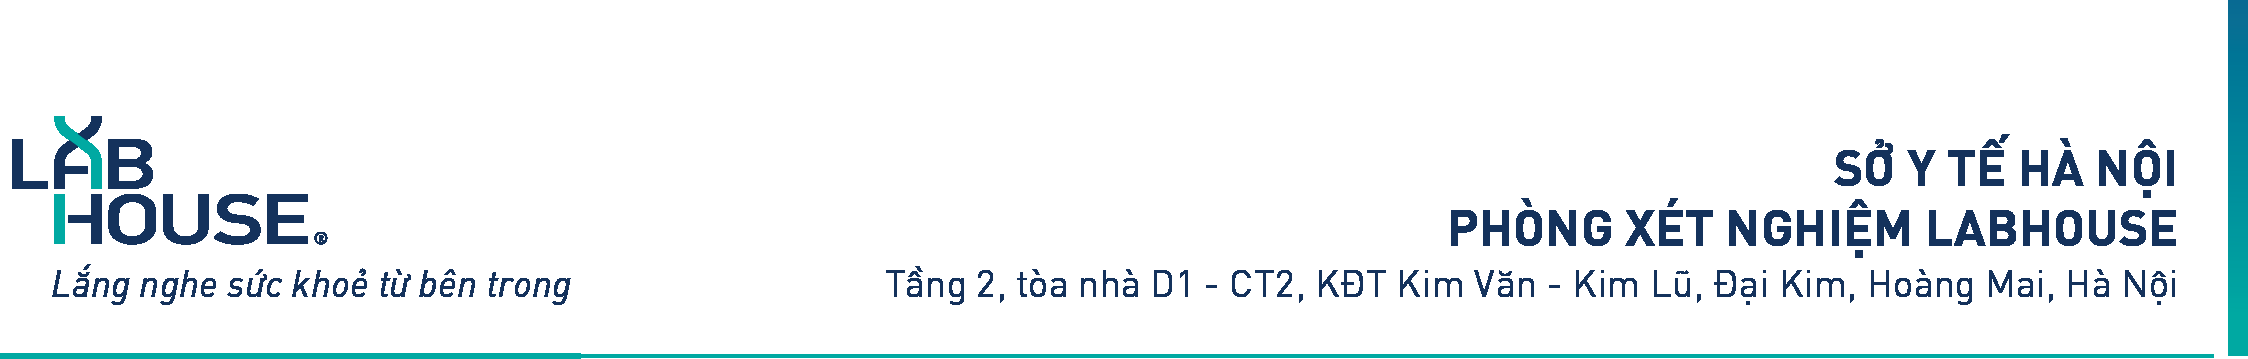 LAB
HOUSE®
Lắng nghe sức khoẻ từ bên trong
SỞ Y TẾ HÀ NỘI
PHÒNG XÉT NGHIỆM LABHOUSE
Tầng 2, tòa nhà D1 - CT2, KĐT Kim Văn - Kim Lũ, Đại Kim, Hoàng Mai, Hà Nội